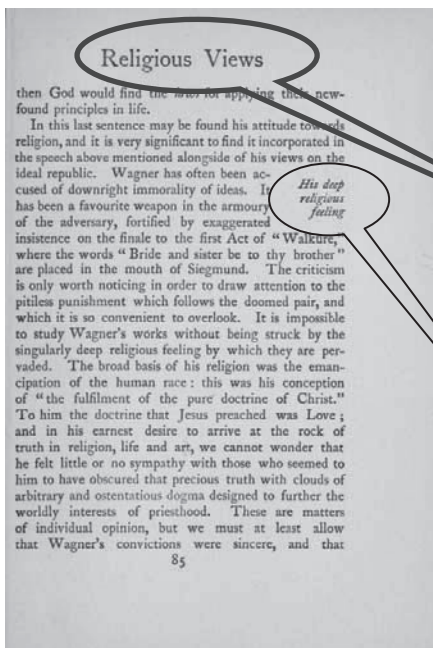 Religious Views
then God would find the laws for applying their new-
found principles in life.
In this last sentence may be found his attitude towards
religion, and it is very significant to find it incorporated in
the speech above mentioned alongside of his views on the
ideal republic. Wagner has often been ac-
cused of downright immorality of ideas. It
has been a favourite weapon in the armoury
of the adversary, fortified by exaggerated
His deep
religious
feeling
insistence on the finale to the first Act of "Walküre,"
where the words "Bride and sister be to thy brother"
are placed in the mouth of Siegmund. The criticism
is only worth noticing in order to draw attention to the
pitiless punishment which follows the doomed pair, and
which it is so convenient to overlook. It is impossible
to study Wagner's works without being struck by the
singularly deep religious feeling by which they are per-
vaded. The broad basis of his religion was the eman-
cipation of the human race: this was his conception
of "the fulfilment of the pure doctrine of Christ."
To him the doctrine that Jesus preached was Love;
and in his earnest desire to arrive at the rock of
truth in religion, life and art, we cannot wonder that
he felt little or no sympathy with those who seemed to
him to have obscured that precious truth with clouds of
arbitrary and ostentatious dogma designed to further the
worldly interests of priesthood. These are matters
of individual opinion, but we must at least allow
that Wagner's convictions were sincere, and that
85